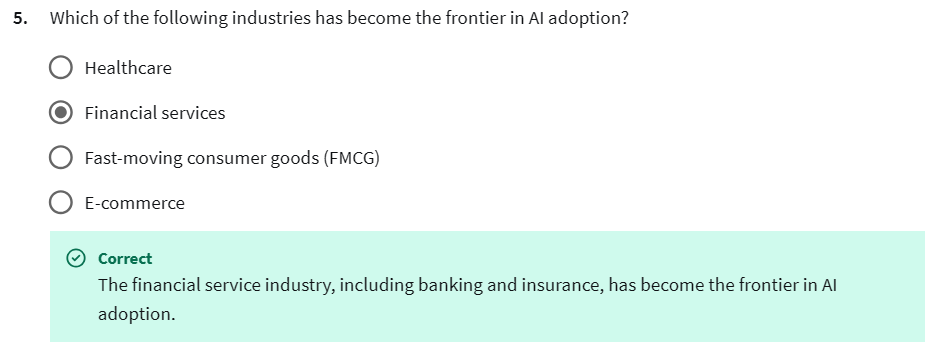 5. Which of the following industries has become the frontier in AI adoption?
Healthcare
Financial services
Fast-moving consumer goods (FMCG)
E-commerce
Correct
The financial service industry, including banking and insurance, has become the frontier in AI
adoption.